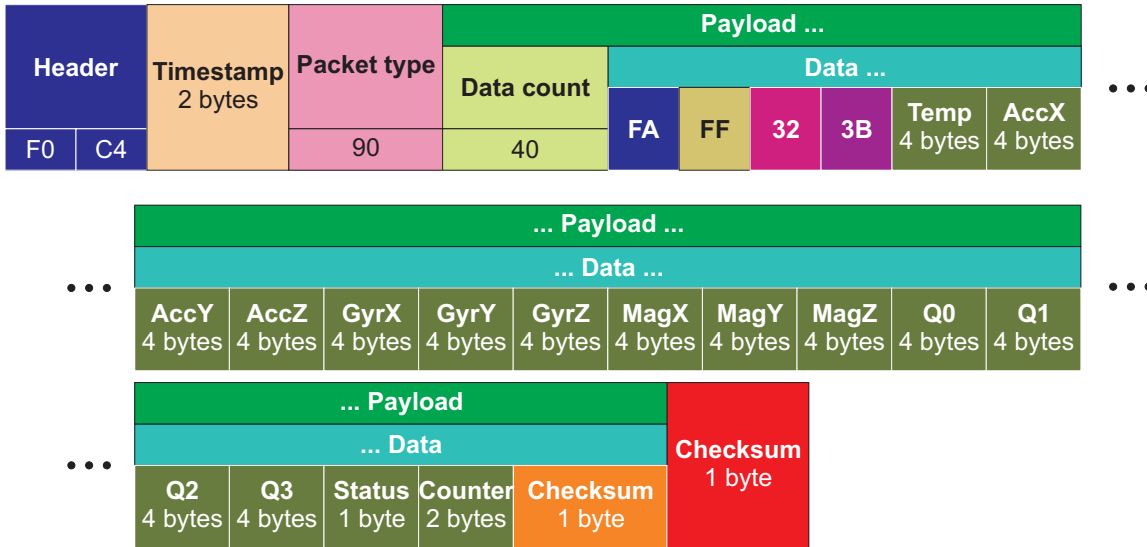 Payload ...
Header
Timestamp
2 bytes
Packet type
Data count
Data ...
F0 C4
90
40
FA FF 32 3B
Temp
4 bytes
AccX
4 bytes
...
... Payload ...
... Data ...
...
AccY
4 bytes
AccZ
4 bytes
GyrX
4 bytes
GyrY
4 bytes
GyrZ
4 bytes
MagX
4 bytes
MagY
4 bytes
MagZ
4 bytes
Q0
4 bytes
Q1
4 bytes
...
... Payload
... Data
...
Q2
4 bytes
Q3
4 bytes
Status
1 byte
Counter
2 bytes
Checksum
1 byte
Checksum
1 byte